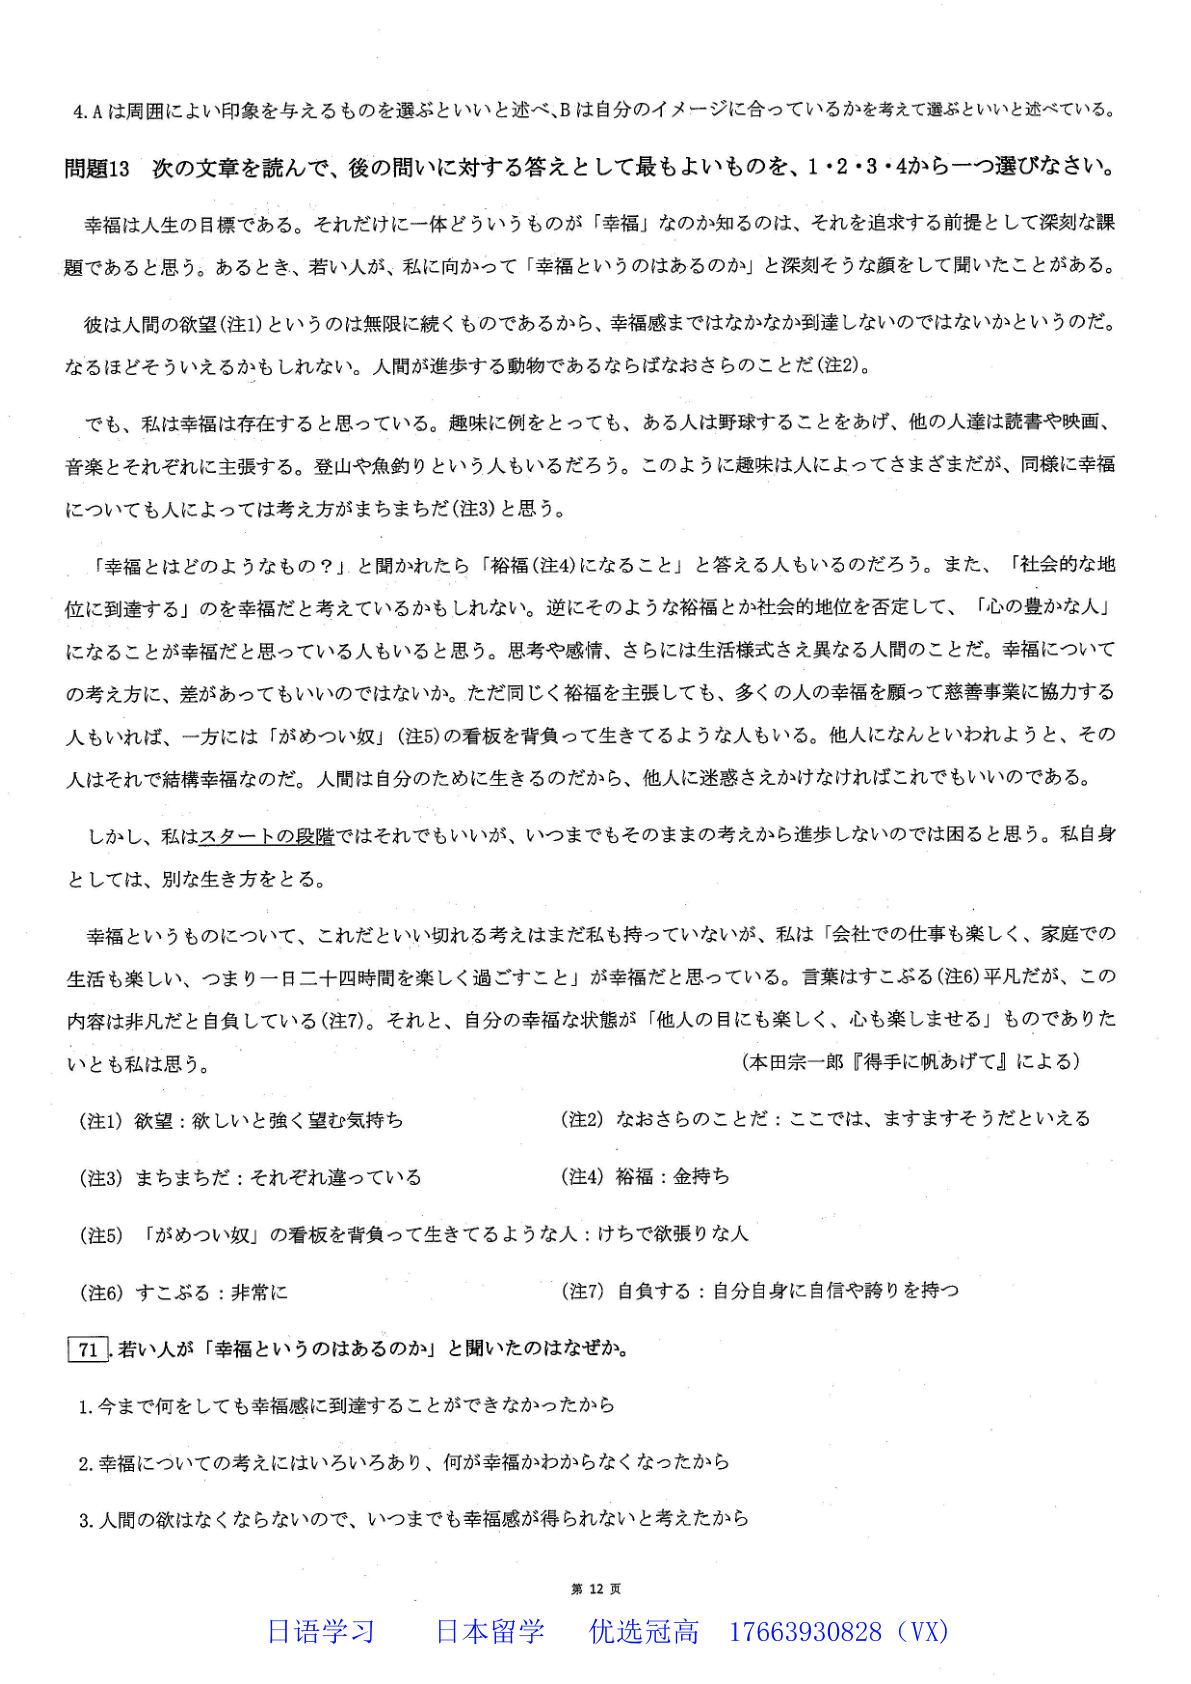 4.Aは周囲によい印象を与えるものを選ぶといいと述べ、Bは自分のイメージに合っているかを考えて選ぶといいと述べている。
問題13　次の文章を読んで、後の問いに対する答えとして最もよいものを、1・2・3・4から一つ選びなさい。
幸福は人生の目標である。それだけに一体どういうものが「幸福」なのか知るのは、それを追求する前提として深刻な課
題であると思う。あるとき、若い人が、私に向かって「幸福というのはあるのか」と深刻そうな顔をして聞いたことがある。
彼は人間の欲望(注1)というのは無限に続くものであるから、幸福感まではなかなか到達しないのではないかというのだ。
なるほどそういえるかもしれない。人間が進歩する動物であるならばなおさらのことだ(注2)。
でも、私は幸福は存在すると思っている。趣味に例をとっても、ある人は野球することをあげ、他の人達は読書や映画、
音楽とそれぞれに主張する。登山や魚釣りという人もいるだろう。このように趣味は人によってさまざまだが、同様に幸福
についても人によっては考え方がまちまちだ(注3)と思う。
「幸福とはどのようなもの？」と聞かれたら「裕福(注4)になること」と答える人もいるのだろう。また、「社会的な地
位に到達する」のを幸福だと考えているかもしれない。逆にそのような裕福とか社会的地位を否定して、「心の豊かな人」
になることが幸福だと思っている人もいると思う。思考や感情、さらには生活様式さえ異なる人間のことだ。幸福について
の考え方に、差があってもいいのではないか。ただ同じく裕福を主張しても、多くの人の幸福を願って慈善事業に協力する
人もいれば、一方には「がめつい奴」(注5)の看板を背負って生きてるような人もいる。他人になんといわれようと、その
人はそれで結構幸福なのだ。人間は自分のために生きるのだから、他人に迷惑さえかけなければこれでもいいのである。
しかし、私はスタートの段階ではそれでもいいが、いつまでもそのままの考えから進歩しないのでは困ると思う。私自身
としては、別な生き方をとる。
幸福というものについて、これだといい切れる考えはまだ私も持っていないが、私は「会社での仕事も楽しく、家庭での
生活も楽しい、つまり一日二十四時間を楽しく過ごすこと」が幸福だと思っている。言葉はすこぶる(注6)平凡だが、この
内容は非凡だと自負している(注7)。それと、自分の幸福な状態が「他人の目にも楽しく、心も楽しませる」ものでありた
いとも私は思う。　(本田宗一郎『得手に帆あげて』による)
(注1) 欲望：欲しいと強く望む気持ち　(注2) なおさらのことだ：ここでは、ますますそうだといえる
(注3) まちまちだ：それぞれ違っている　(注4) 裕福：金持ち
(注5) 「がめつい奴」の看板を背負って生きてるような人：けちで欲張りな人
(注6) すこぶる：非常に　(注7) 自負する：自分自身に自信や誇りを持つ
71.若い人が「幸福というのはあるのか」と聞いたのはなぜか。
1.今まで何をしても幸福感に到達することができなかったから
2.幸福についての考えにはいろいろあり、何が幸福かわからなくなったから
3.人間の欲はなくならないので、いつまでも幸福感が得られないと考えたから
第 12 页
日语学习　日本留学　优选冠高　17663930828（VX)